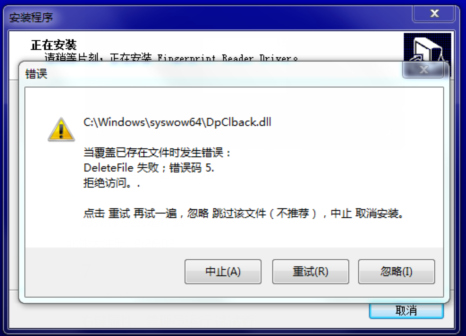 安装程序
正在安装
请稍等片刻，正在安装 Fingerprint Reader Driver。
错误
C:\Windows\syswow64\DpClback.dll
当覆盖已存在文件时发生错误：
DeleteFile 失败；错误码 5.
拒绝访问。.
点击 重试 再试一遍，忽略 跳过该文件（不推荐），中止 取消安装。
中止(A)
重试(R)
忽略(I)
取消